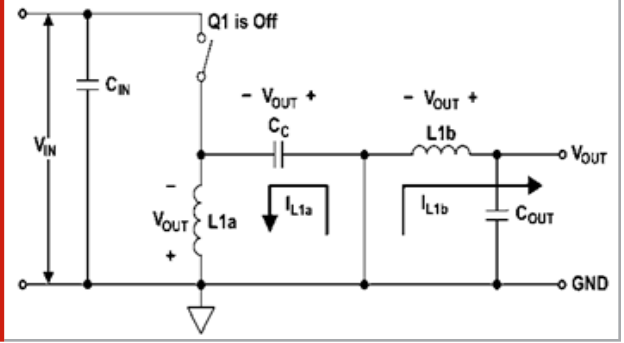 Q1 is Off
C_IN
− V_OUT +
− V_OUT +
C_C
L1b
V_IN
V_OUT
−
I_L1a
I_L1b
V_OUT
L1a
C_OUT
+
GND